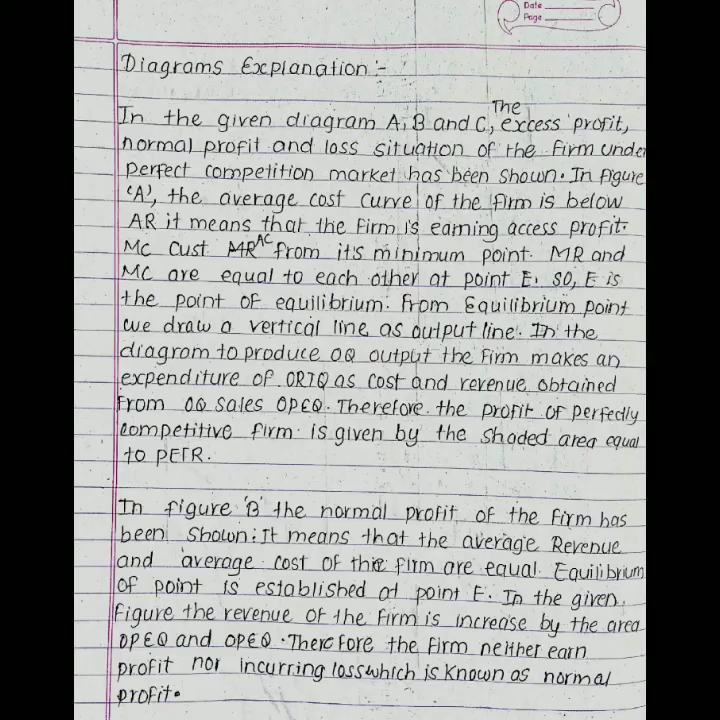 Date
Page
Diagrams Explanation :-
The
In the given diagram A, B and C, excess profit,
normal profit and loss situation of the firm under
perfect competition market has been shown. In figure
'A', the average cost curve of the firm is below
AR it means that the firm is earning access profit.
MC Cust AC from it's minimum point. MR and
MC are equal to each other at point E. SO, E is
the point of equilibrium. From Equilibrium point
we draw a vertical line as output line. In the
diagram to produce OQ output the firm makes an
expenditure of ORTQ as cost and revenue obtained
from OQ sales OPEQ. Therefore the profit of perfectly
competitive firm is given by the shaded area equal
to PETR.
In figure 'B' the normal profit of the firm has
been shown: It means that the average Revenue
and average cost of the firm are equal. Equilibrium
of point is established at point E. In the given
figure the revenue of the firm is increase by the area
OPEQ and OPEQ. Therefore the firm neither earn
profit nor incurring loss which is known as normal
profit.